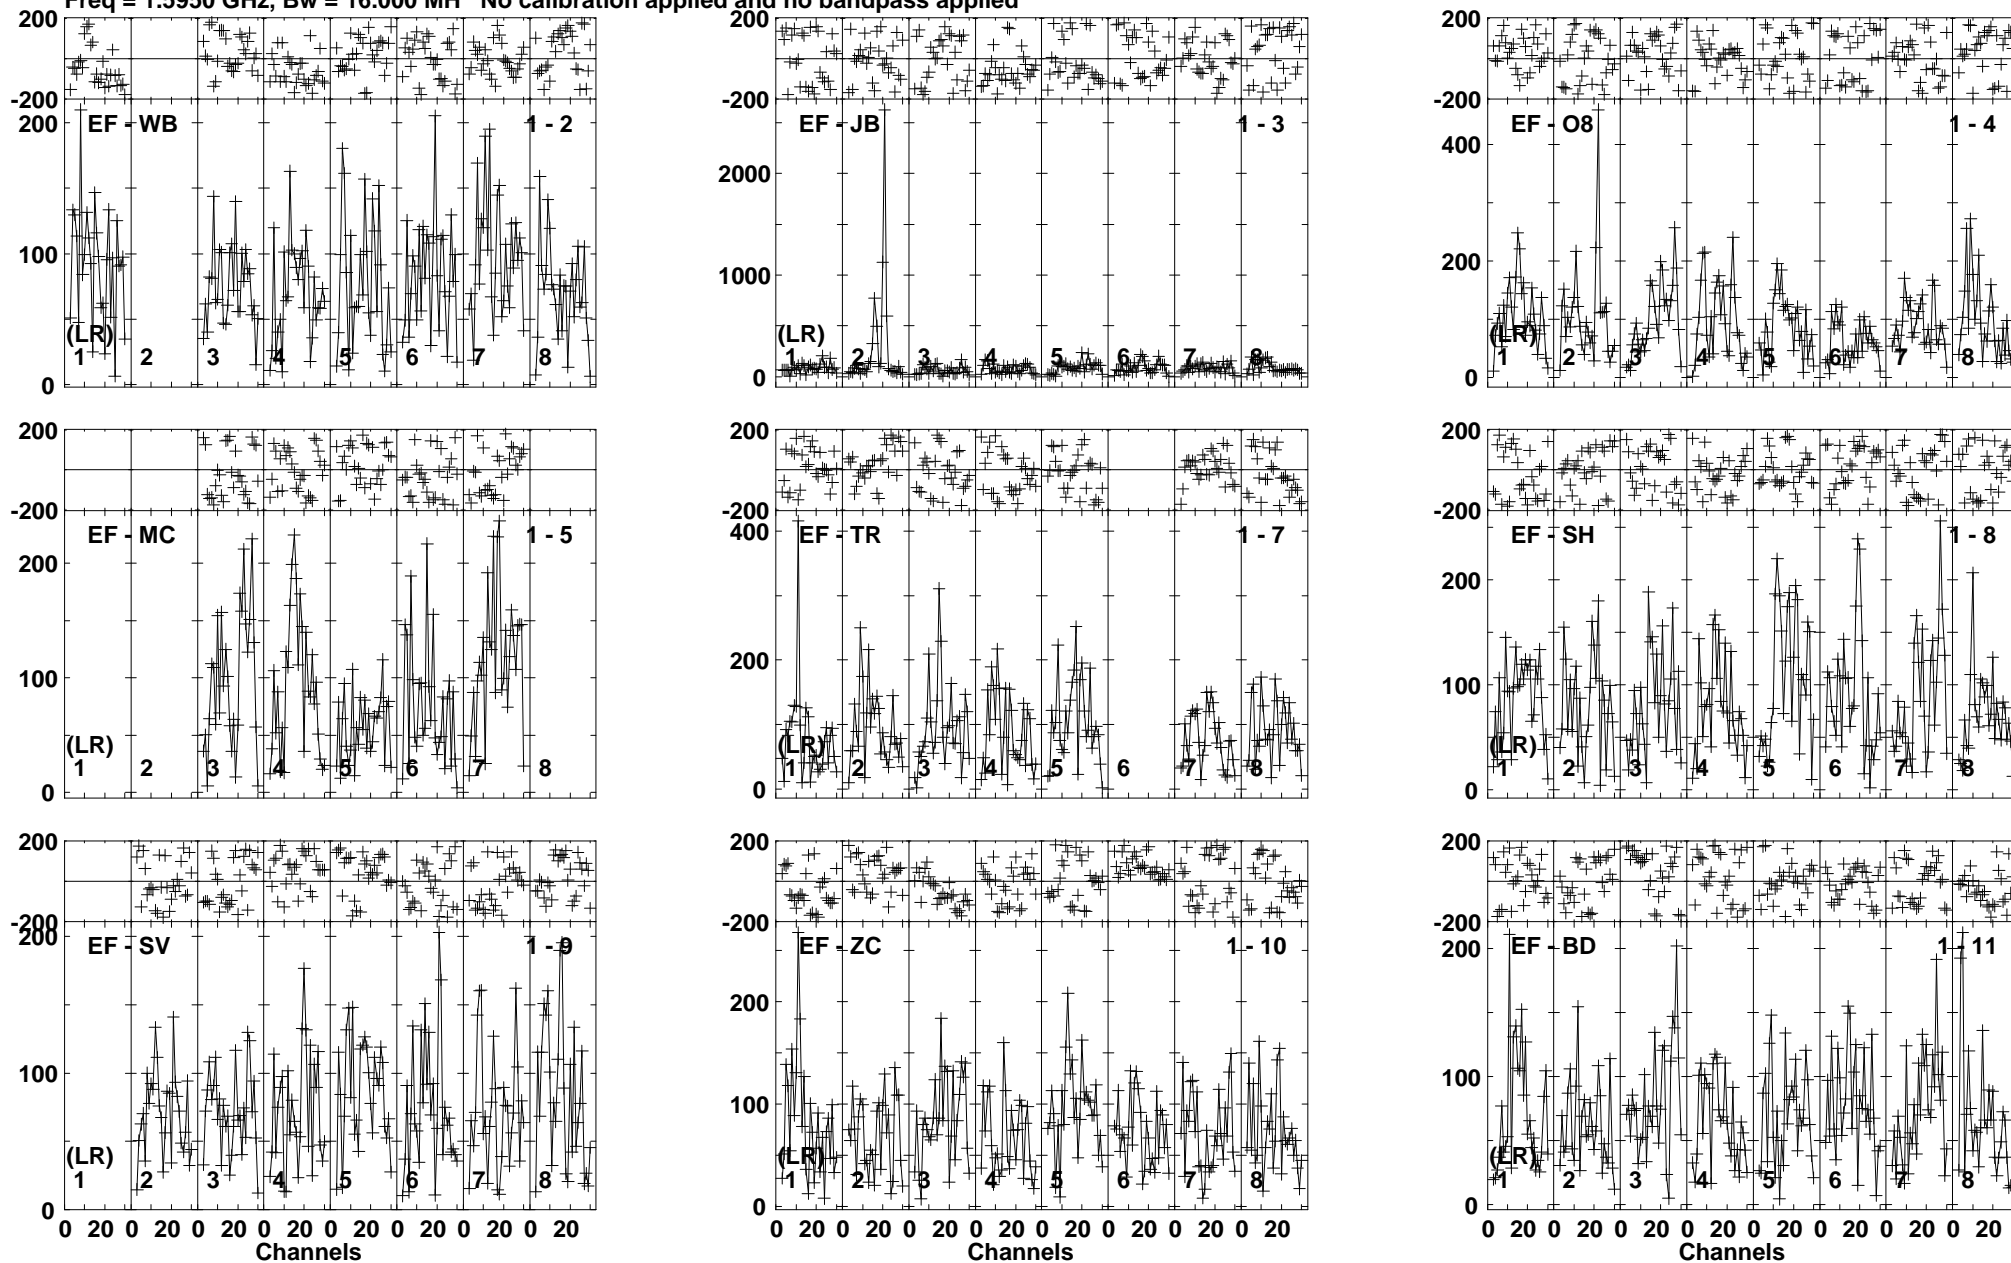 Freq = 1.5950 GHz, Bw = 16.000 MH No calibration applied and no bandpass applied
200 200 200
-200 -200 -200
EF - WB 1 - 2 EF - JB 1 - 3 EF - O8 1 - 4
200 2000 400
100 1000 200
(LR) (LR) (LR)
1 2 3 4 5 6 7 8 1 2 3 4 5 6 7 8 1 2 3 4 5 6 7 8
0 0 0
200 200 200
-200 -200 -200
EF - MC 1 - 5 EF - TR 1 - 7 EF - SH 1 - 8
200 400 200
100 200 100
(LR) (LR) (LR)
1 2 3 4 5 6 7 8 1 2 3 4 5 6 7 8 1 2 3 4 5 6 7 8
0 0 0
200 200 200
-200 -200 -200
EF - SV 1 - 9 EF - ZC 1 - 10 EF - BD 1 - 11
200 200 200
100 100 100
(LR) (LR) (LR)
1 2 3 4 5 6 7 8 1 2 3 4 5 6 7 8 1 2 3 4 5 6 7 8
0 0 0
0 20 0 20 0 20 0 20 0 20 0 20 0 20 0 20 0 20 0 20 0 20 0 20 0 20 0 20 0 20 0 20 0 20 0 20 0 20 0 20 0 20 0 20 0 20 0 20
Channels Channels Channels